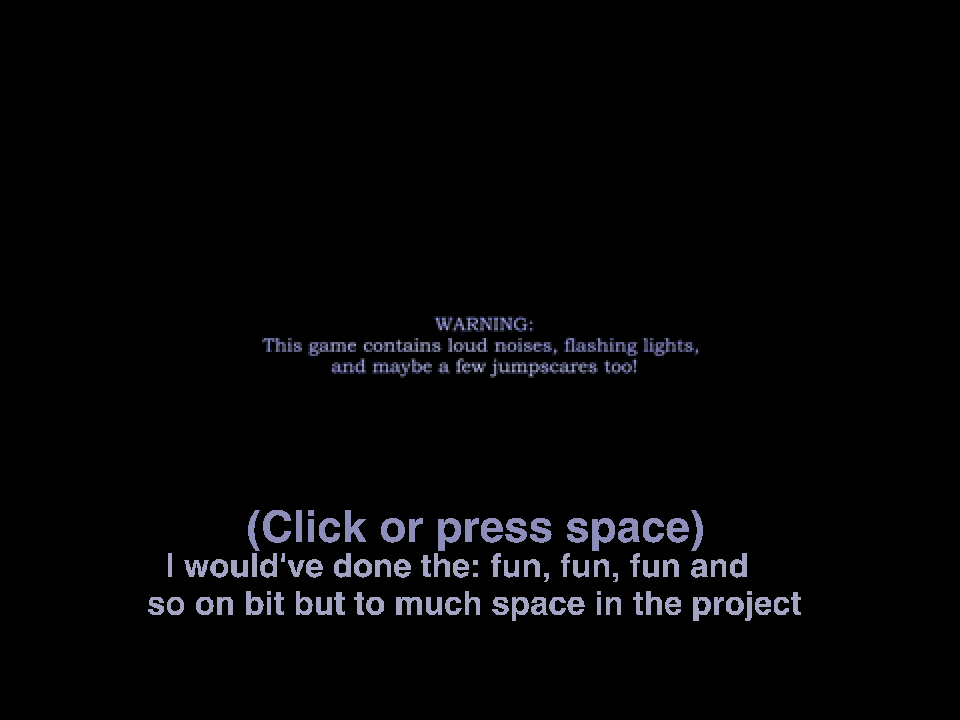 WARNING:
This game contains loud noises, flashing lights,
and maybe a few jumpscares too!
(Click or press space)
I would've done the: fun, fun, fun and
so on bit but to much space in the project